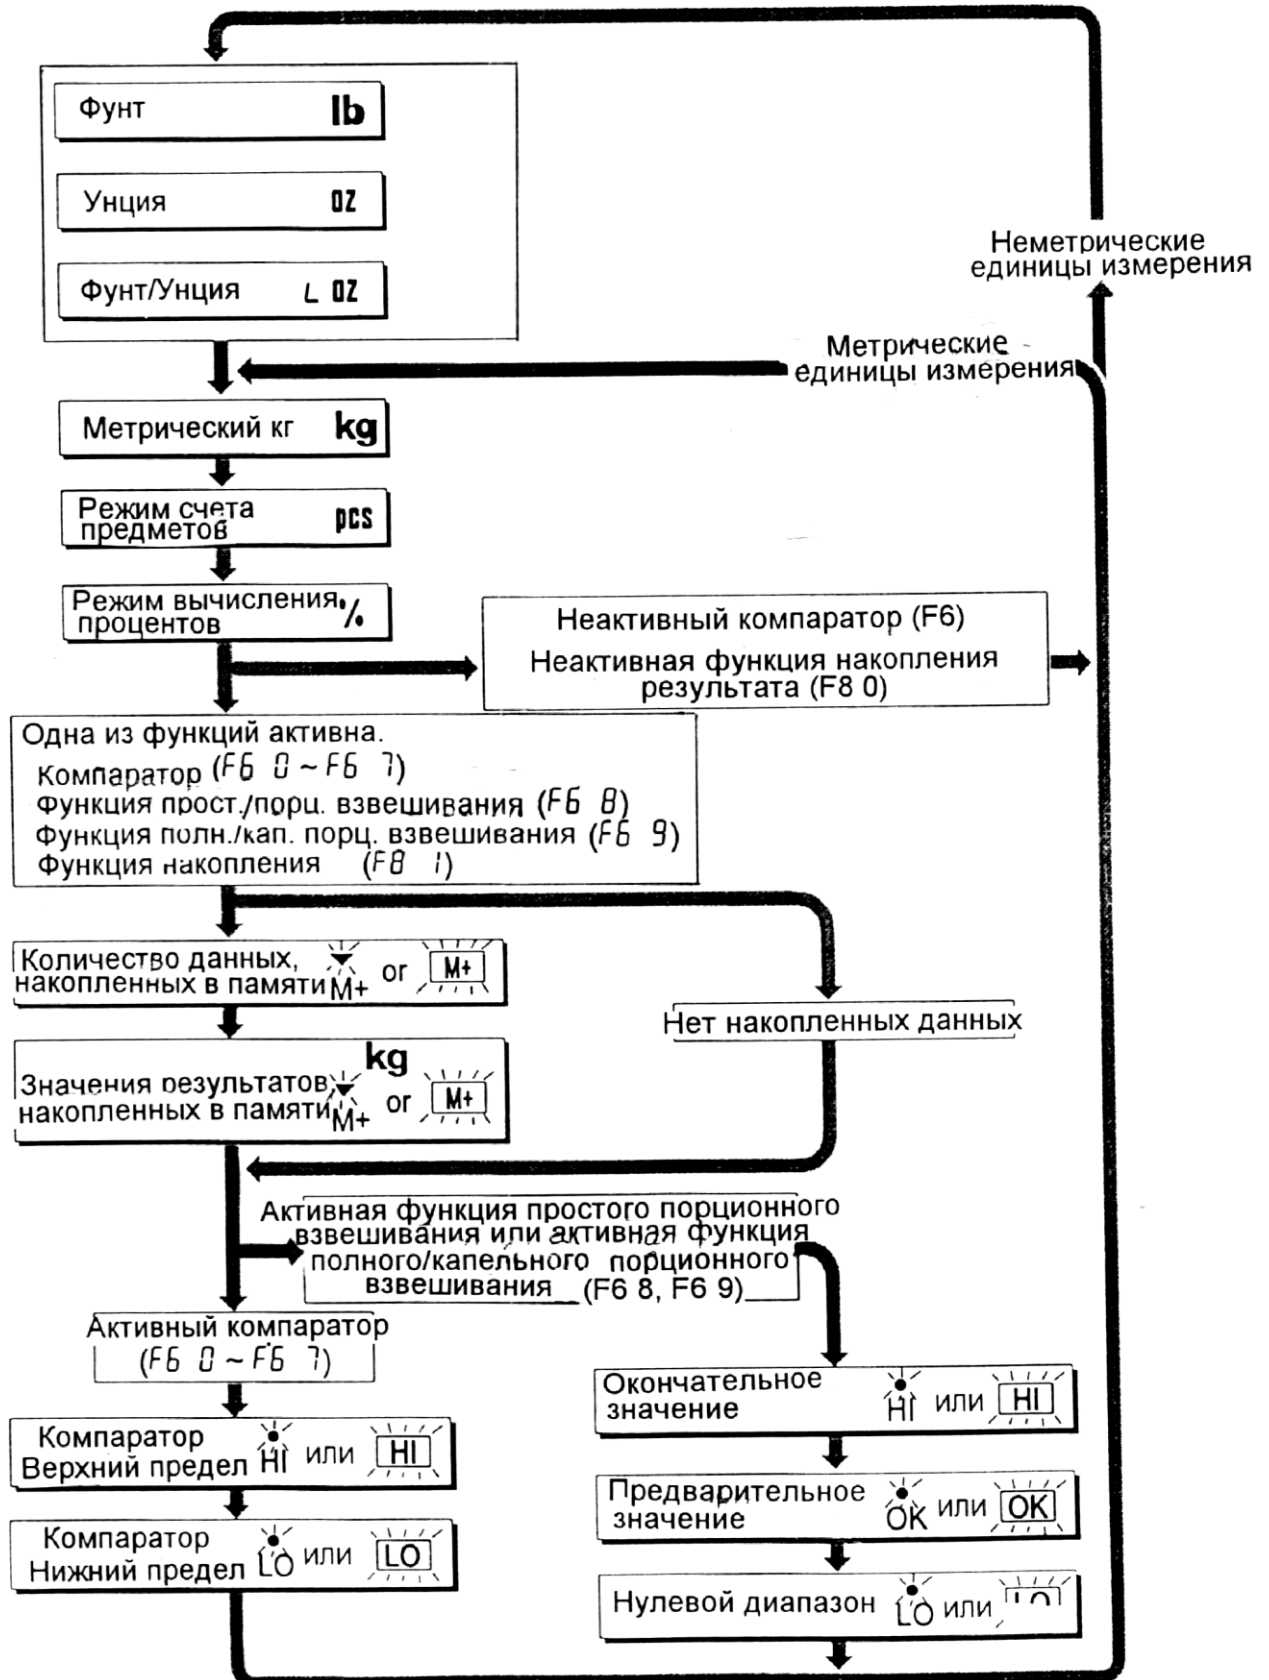 Фунт lb
Унция oz
Фунт/Унция L oz
Неметрические
единицы измерения
Метрические
единицы измерения
Метрический кг kg
Режим счета
предметов pcs
Режим вычисления
процентов %
Неактивный компаратор (F6)
Неактивная функция накопления
результата (F8 0)
Одна из функций активна.
Компаратор (F6 0 ~ F6 7)
Функция прост./порц. взвешивания (F6 8)
Функция полн./кап. порц. взвешивания (F6 9)
Функция накопления (F8 1)
Количество данных,
накопленных в памяти M+ or M+
Нет накопленных данных
kg
Значения результатов,
накопленных в памяти M+ or M+
Активная функция простого порционного
взвешивания или активная функция
полного/капельного порционного
взвешивания (F6 8, F6 9)
Активный компаратор
(F6 0 ~ F6 7)
Окончательное
значение HI или HI
Компаратор
Верхний предел HI или HI
Предварительное
значение OK или OK
Компаратор
Нижний предел LO или LO
Нулевой диапазон LO или